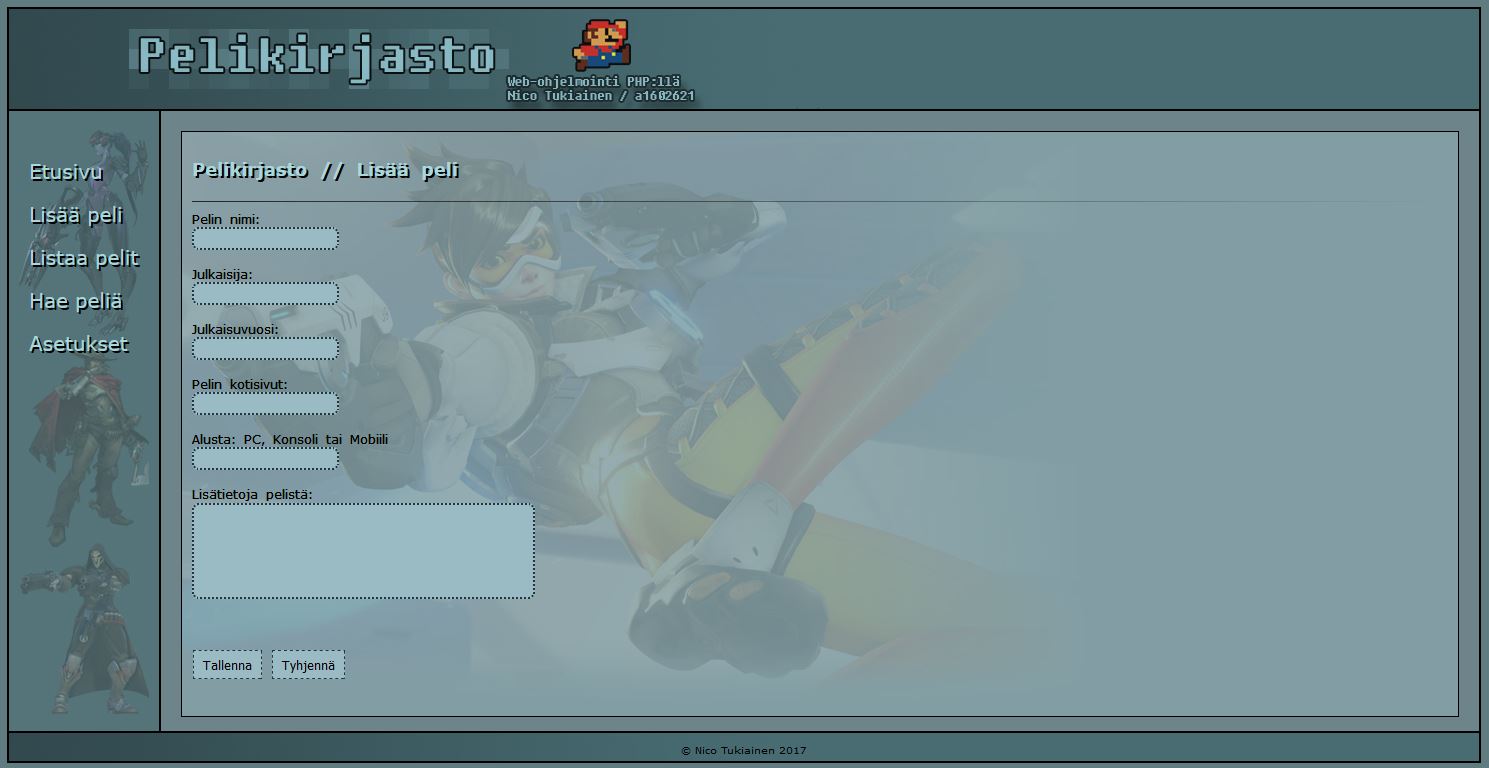 Pelikirjasto
Web-ohjelmointi PHP:llä
Nico Tukiainen / a1602621
Etusivu
Lisää peli
Listaa pelit
Hae peliä
Asetukset
Pelikirjasto // Lisää peli
Pelin nimi:
Julkaisija:
Julkaisuvuosi:
Pelin kotisivut:
Alusta: PC, Konsoli tai Mobiili
Lisätietoja pelistä:
Tallenna Tyhjennä
© Nico Tukiainen 2017